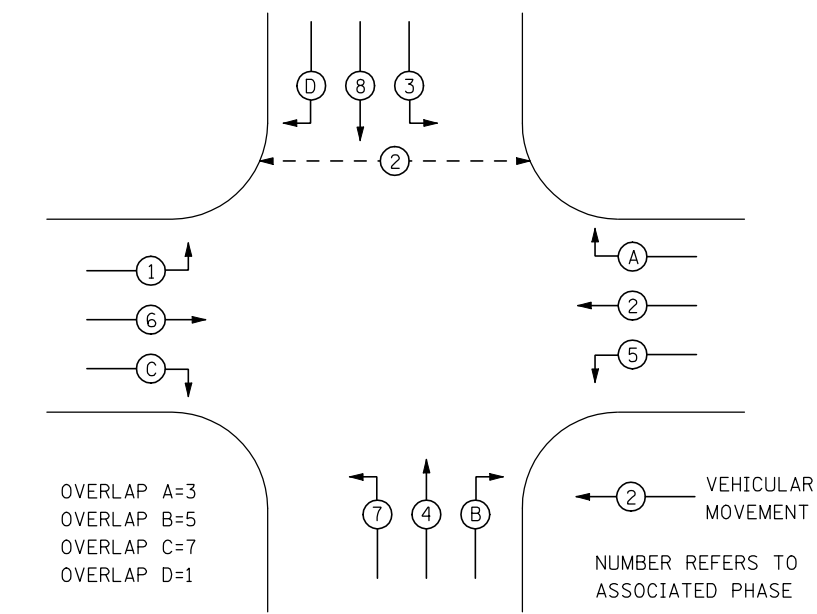 D 8 3
2
1
A
6
2
C
5
7 4 B
OVERLAP A=3
OVERLAP B=5
OVERLAP C=7
OVERLAP D=1
2 VEHICULAR
MOVEMENT
NUMBER REFERS TO
ASSOCIATED PHASE